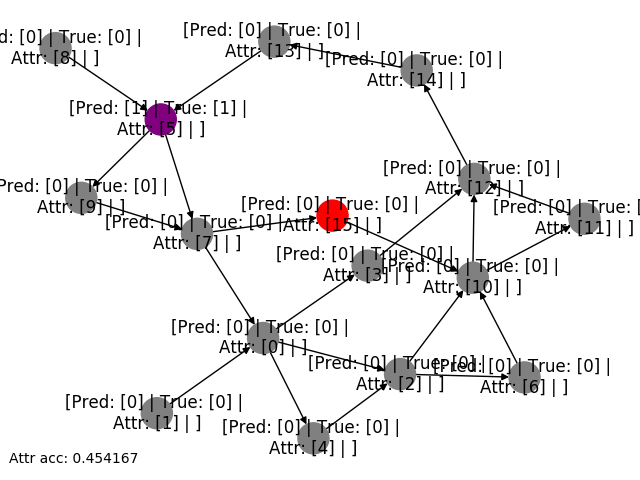 [Pred: [0] | True: [0] |
Attr: [13] | ]
d: [0] | True: [0] |
Attr: [8] | ]
[Pred: [0] | True: [0] |
Attr: [14] | ]
[Pred: [1] | True: [1] |
Attr: [5] | ]
[Pred: [0] | True: [0] |
Attr: [12] | ]
Pred: [0] | True: [0] |
Attr: [9] | ]
[Pred: [0] | True: [0] |
Attr: [15] | ]
[Pred: [0] | True: [0] |
Attr: [11] | ]
[Pred: [0] | True: [0] |
Attr: [7] | ]
[Pred: [0] | True: [0] |
Attr: [3] | ]
[Pred: [0] | True: [0] |
Attr: [10] | ]
[Pred: [0] | True: [0] |
Attr: [0] | ]
[Pred: [0] | True: [0] |
Attr: [2] | ]
[Pred: [0] | True: [0] |
Attr: [6] | ]
[Pred: [0] | True: [0] |
Attr: [1] | ]
[Pred: [0] | True: [0] |
Attr: [4] | ]
Attr acc: 0.454167